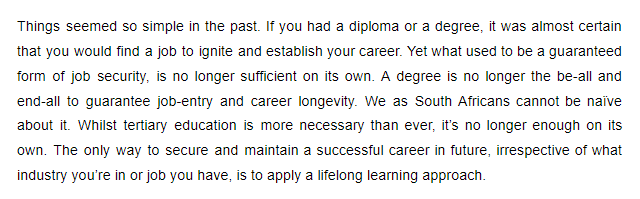 Things seemed so simple in the past. If you had a diploma or a degree, it was almost certain
that you would find a job to ignite and establish your career. Yet what used to be a guaranteed
form of job security, is no longer sufficient on its own. A degree is no longer the be-all and
end-all to guarantee job-entry and career longevity. We as South Africans cannot be naïve
about it. Whilst tertiary education is more necessary than ever, it’s no longer enough on its
own. The only way to secure and maintain a successful career in future, irrespective of what
industry you’re in or job you have, is to apply a lifelong learning approach.